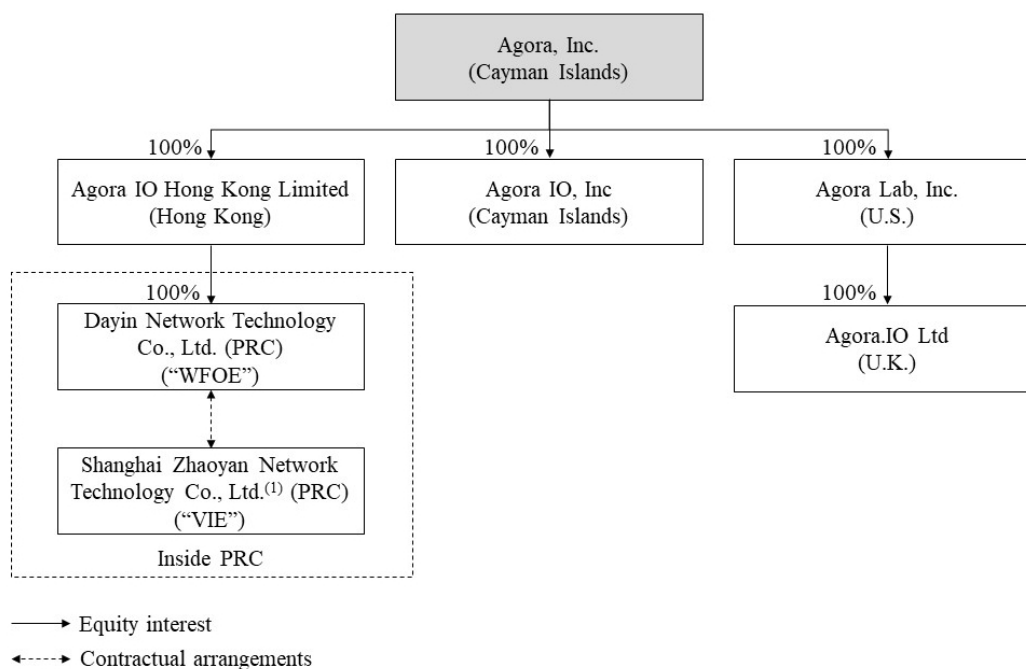 Agora, Inc.
(Cayman Islands)
100%
100%
100%
Agora IO Hong Kong Limited
(Hong Kong)
Agora IO, Inc
(Cayman Islands)
Agora Lab, Inc.
(U.S.)
100%
Dayin Network Technology
Co., Ltd. (PRC)
(“WFOE”)
100%
Agora.IO Ltd
(U.K.)
Shanghai Zhaoyan Network
Technology Co., Ltd.(1) (PRC)
(“VIE”)
Inside PRC
Equity interest
Contractual arrangements